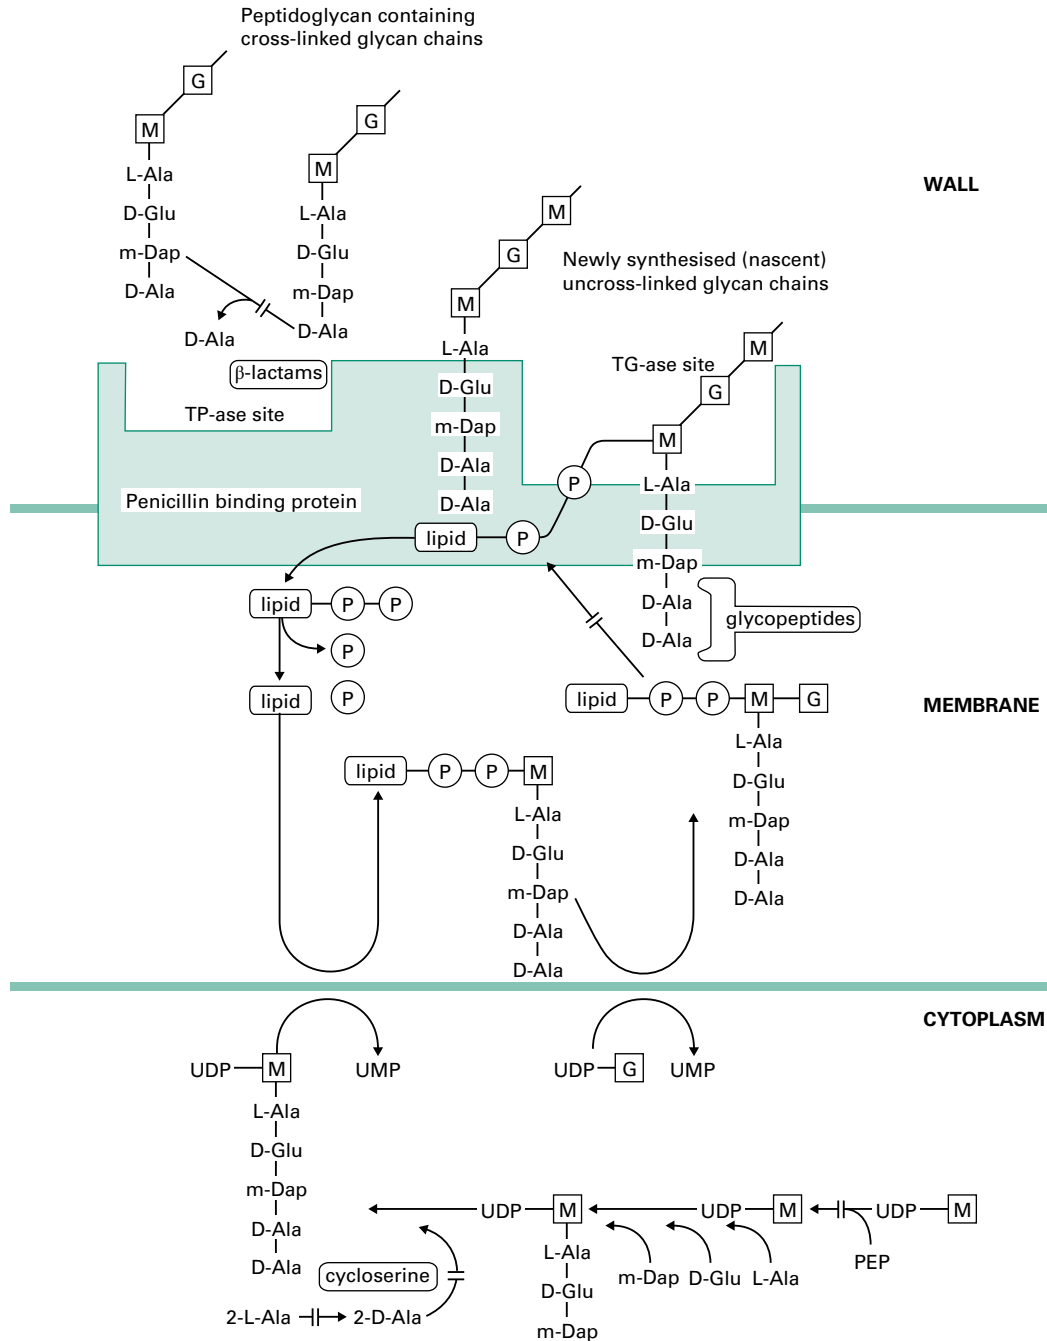 Peptidoglycan containing
cross-linked glycan chains
G
M
L-Ala
D-Glu
m-Dap
D-Ala
G
M
L-Ala
D-Glu
m-Dap
D-Ala
D-Ala
WALL
M
G
M
L-Ala
D-Glu
m-Dap
D-Ala
D-Ala
Newly synthesised (nascent)
uncross-linked glycan chains
β-lactams
TP-ase site
Penicillin binding protein
TG-ase site
M
G
M
P
L-Ala
D-Glu
m-Dap
D-Ala
D-Ala
glycopeptides
lipid P
lipid P P
P
lipid P
lipid P P M G
L-Ala
D-Glu
m-Dap
D-Ala
D-Ala
MEMBRANE
lipid P P M
L-Ala
D-Glu
m-Dap
D-Ala
D-Ala
CYTOPLASM
UDP M UMP
L-Ala
D-Glu
m-Dap
D-Ala
D-Ala
UDP G UMP
UDP M UDP M UDP M
L-Ala
D-Glu
m-Dap
m-Dap D-Glu L-Ala
PEP
cycloserine
2-L-Ala 2-D-Ala